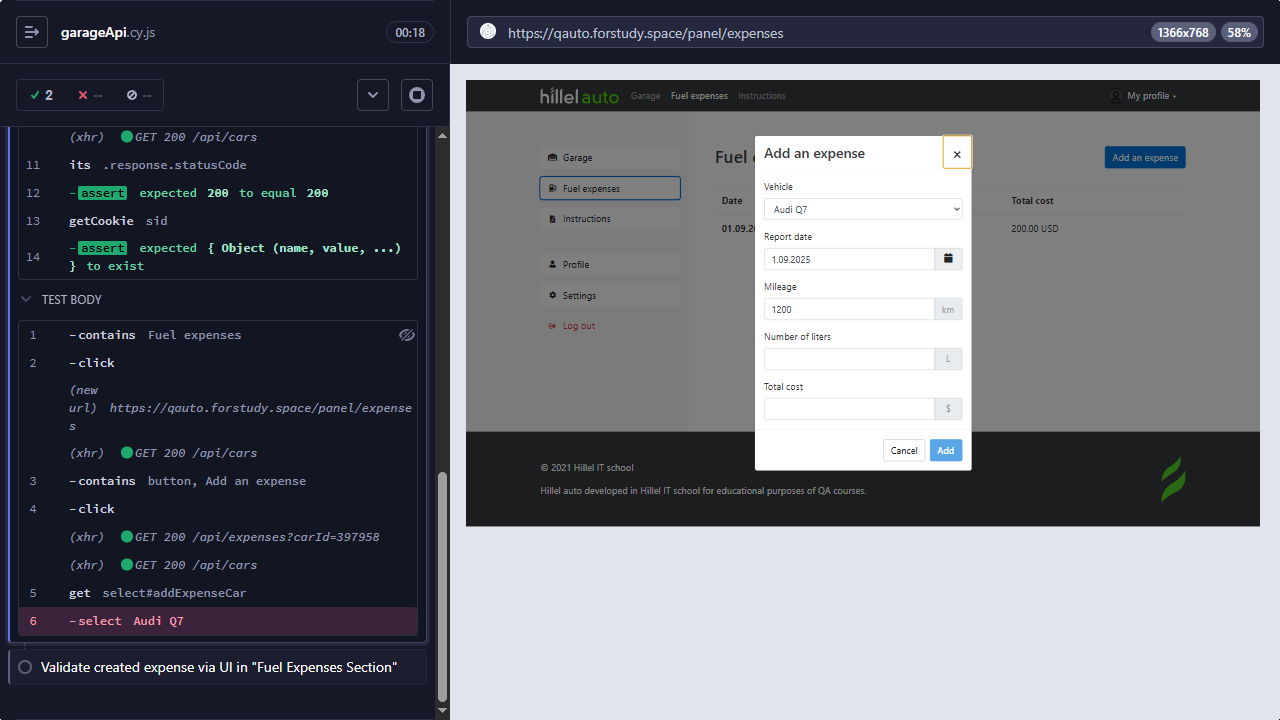 garageApi.cy.js
00:18
2
--
--
(xhr) GET 200 /api/cars
11 its .response.statusCode
12 -assert expected 200 to equal 200
13 getCookie sid
14 -assert expected { Object (name, value, ...)
} to exist
TEST BODY
1 -contains Fuel expenses
2 -click
(new
url) https://qauto.forstudy.space/panel/expense
s
(xhr) GET 200 /api/cars
3 -contains button, Add an expense
4 -click
(xhr) GET 200 /api/expenses?carId=397958
(xhr) GET 200 /api/cars
5 get select#addExpenseCar
6 -select Audi Q7
Validate created expense via UI in "Fuel Expenses Section"
https://qauto.forstudy.space/panel/expenses
1366x768
58%
hillel auto
Garage
Fuel expenses
Instructions
My profile
Garage
Fuel expenses
Instructions
Profile
Settings
Log out
Fuel
Add an expense
Date
Total cost
01.09.2
200.00 USD
Add an expense
×
Vehicle
Audi Q7
Report date
1.09.2025
Mileage
1200
km
Number of liters
L
Total cost
$
Cancel
Add
© 2021 Hillel IT school
Hillel auto developed in Hillel IT school for educational purposes of QA courses.